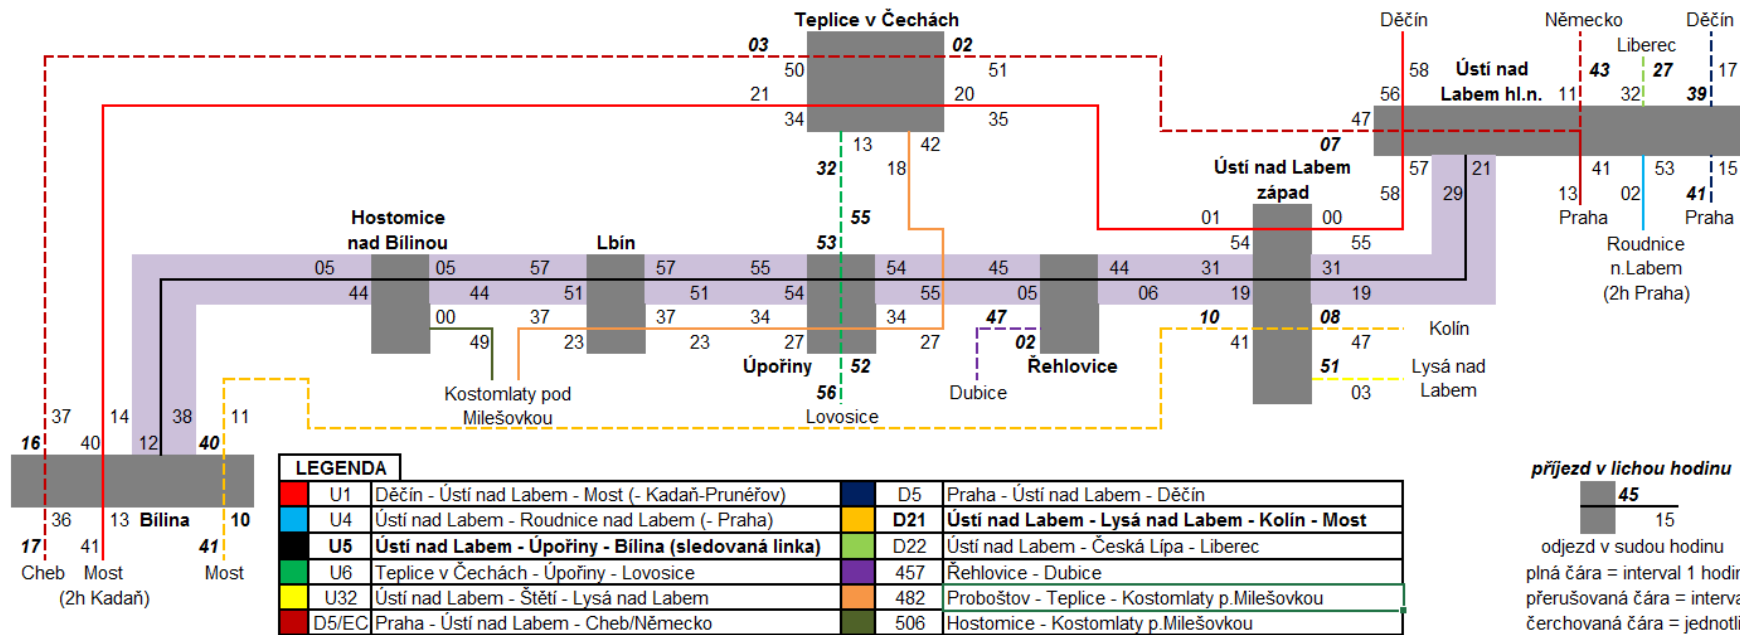 Teplice v Čechách
Děčín
Německo
Děčín
03
02
Liberec
50
51
58
Ústí nad
Labem hl.n.
43
27
17
21
20
56
11
32
39
34
35
47
13
42
07
32
18
Ústí nad Labem
západ
57
21
41
53
15
58
29
13
02
41
Praha
Praha
Hostomice
nad Bílinou
Lbín
55
01
00
Roudnice
n.Labem
(2h Praha)
53
54
55
05
05
57
57
55
54
45
44
31
31
44
44
51
51
54
55
05
06
19
19
00
37
37
34
34
47
10
08
Kolín
49
23
23
27
27
02
41
47
Úpořiny
52
Řehlovice
51
Lysá nad
Labem
Kostomlaty pod
Milešovkou
56
Dubice
03
Lovosice
37
14
38
11
16
40
12
40
36
13
Bílina
10
17
41
41
Cheb
Most
Most
(2h Kadaň)
LEGENDA
U1 Děčín - Ústí nad Labem - Most (- Kadaň-Prunéřov)
D5 Praha - Ústí nad Labem - Děčín
U4 Ústí nad Labem - Roudnice nad Labem (- Praha)
D21 Ústí nad Labem - Lysá nad Labem - Kolín - Most
U5 Ústí nad Labem - Úpořiny - Bílina (sledovaná linka)
D22 Ústí nad Labem - Česká Lípa - Liberec
U6 Teplice v Čechách - Úpořiny - Lovosice
457 Řehlovice - Dubice
U32 Ústí nad Labem - Štětí - Lysá nad Labem
482 Proboštov - Teplice - Kostomlaty p.Milešovkou
D5/EC Praha - Ústí nad Labem - Cheb/Německo
506 Hostomice - Kostomlaty p.Milešovkou
příjezd v lichou hodinu
45
15
odjezd v sudou hodinu
plná čára = interval 1 hodin
přerušovaná čára = interva
čerchovaná čára = jednotli